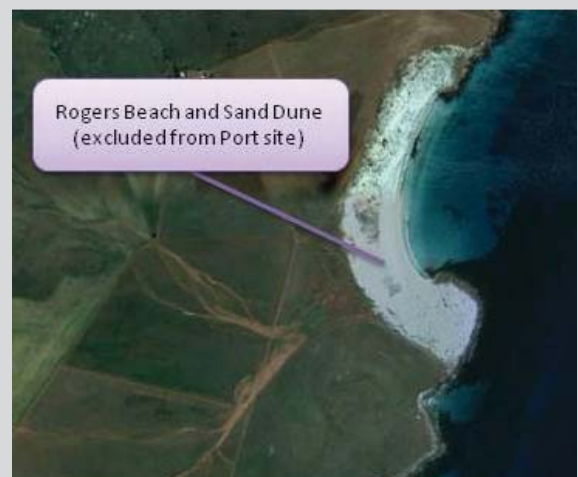 Rogers Beach and Sand Dune
(excluded from Port site)